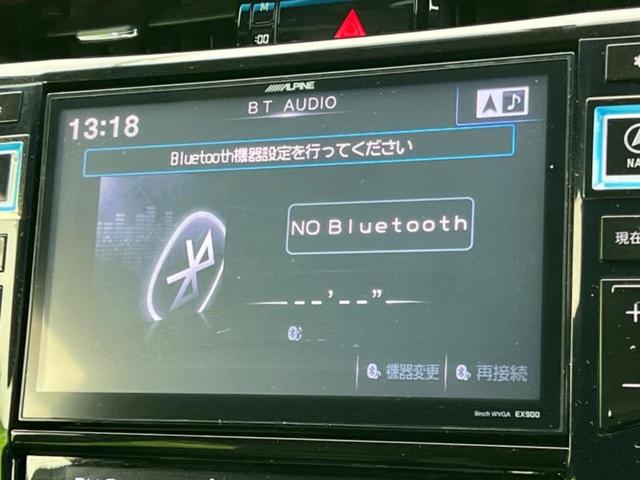 M
:00
ALPINE
BT AUDIO
13:18
Bluetooth機器設定を行ってください
NO Bluetooth
--'--"
機器変更
再接続
9inch WVGA EX900
NA
現在
+